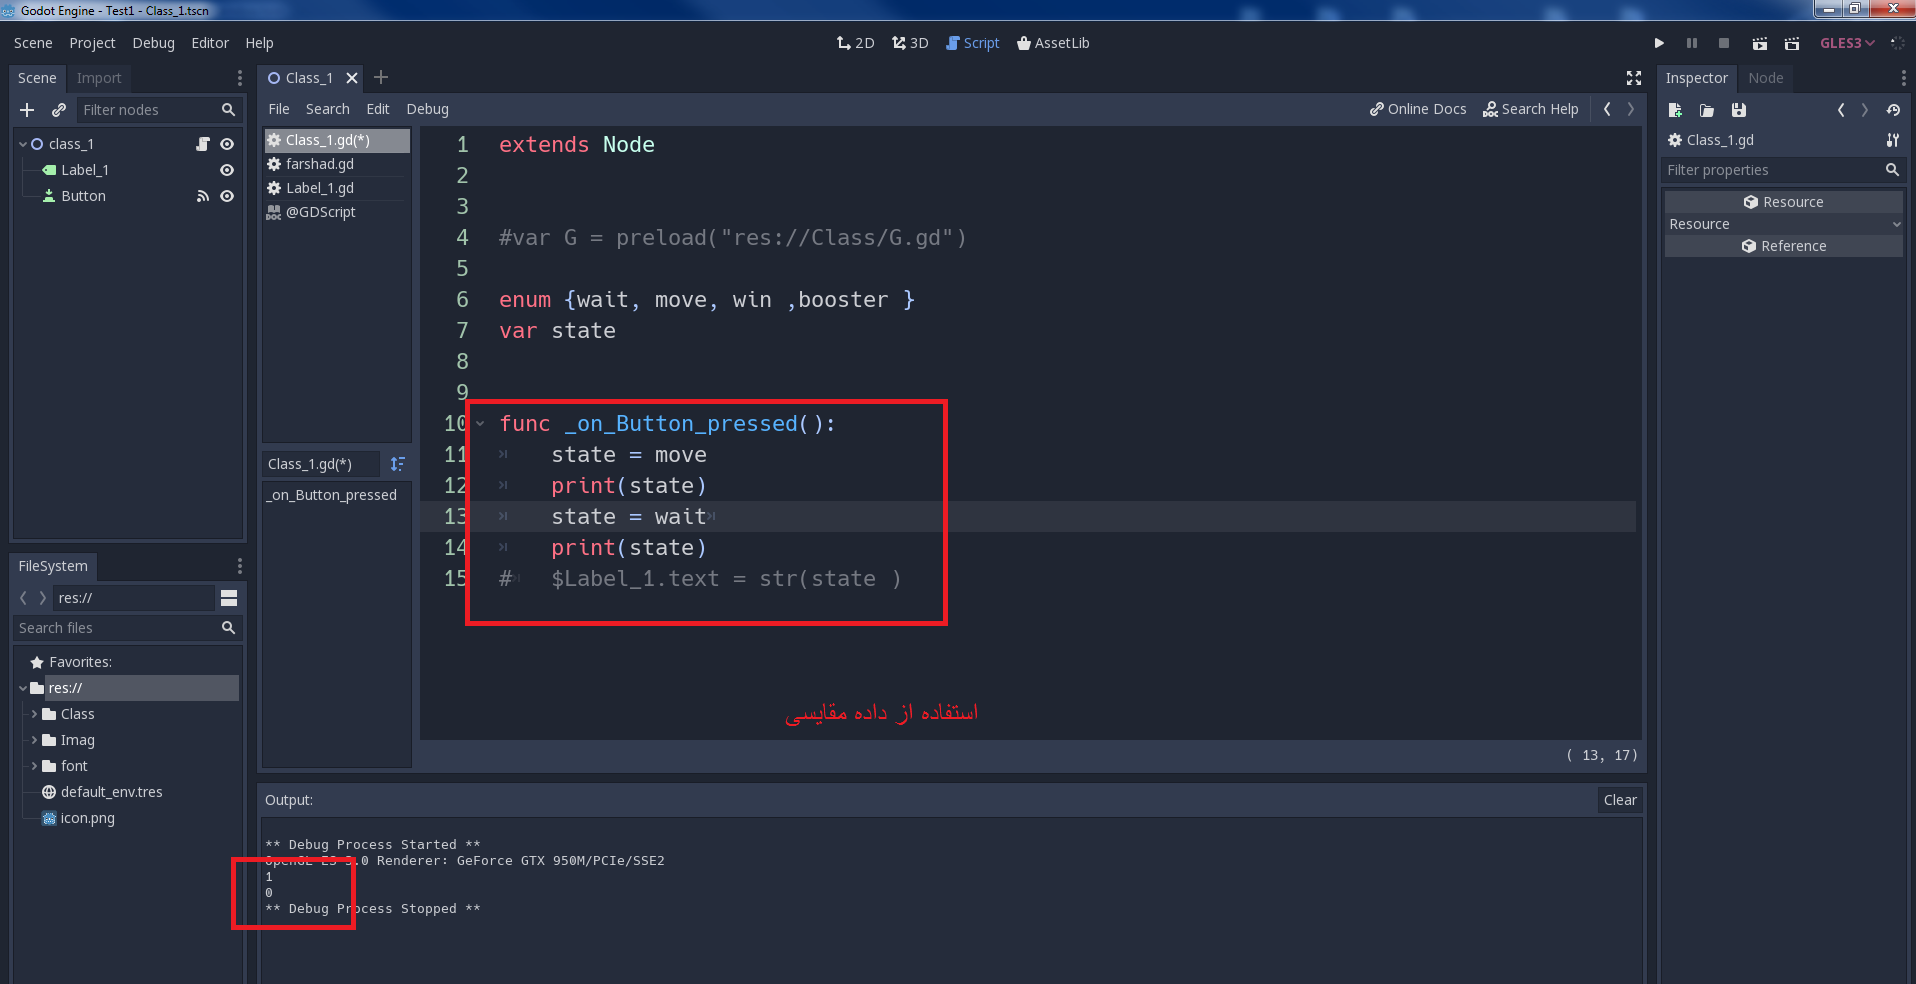 Godot Engine - Test1 - Class_1.tscn
Scene Project Debug Editor Help
2D 3D Script AssetLib
GLES3
Scene Import
Filter nodes
class_1
Label_1
Button
FileSystem
res://
Search files
Favorites:
res://
Class
Imag
font
default_env.tres
icon.png
Class_1
File Search Edit Debug
Online Docs Search Help
Class_1.gd(*)
farshad.gd
Label_1.gd
@GDScript
Class_1.gd(*)
_on_Button_pressed
1 extends Node
2
3
4 #var G = preload("res://Class/G.gd")
5
6 enum {wait, move, win ,booster }
7 var state
8
9
10 func _on_Button_pressed():
11 state = move
12 print(state)
13 state = wait
14 print(state)
15 # $Label_1.text = str(state )
استفاده از داده مقایسی
( 13, 17)
Output:
Clear
** Debug Process Started **
OpenGL ES 3.0 Renderer: GeForce GTX 950M/PCIe/SSE2
1
0
** Debug Process Stopped **
Inspector Node
Class_1.gd
Filter properties
Resource
Resource
Reference